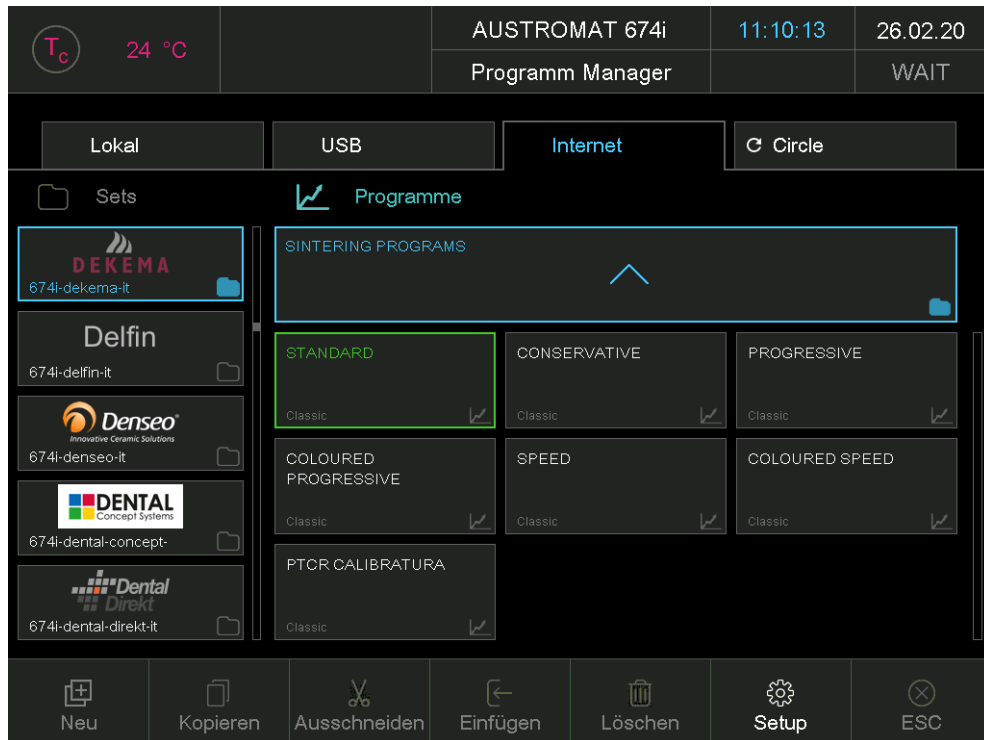 Tc 24 °C
AUSTROMAT 674i
11:10:13
26.02.20
Programm Manager
WAIT
Lokal
USB
Internet
Circle
Sets
Programme
DEKEMA
674i-dekema-it
Delfin
674i-delfin-it
Denseo
Innovative Ceramic Solutions
674i-denseo-it
DENTAL
Concept Systems
674i-dental-concept-
Dental
Direkt
674i-dental-direkt-it
SINTERING PROGRAMS
STANDARD
Classic
CONSERVATIVE
Classic
PROGRESSIVE
Classic
COLOURED
PROGRESSIVE
Classic
SPEED
Classic
COLOURED SPEED
Classic
PTCR CALIBRATURA
Classic
Neu
Kopieren
Ausschneiden
Einfügen
Löschen
Setup
ESC